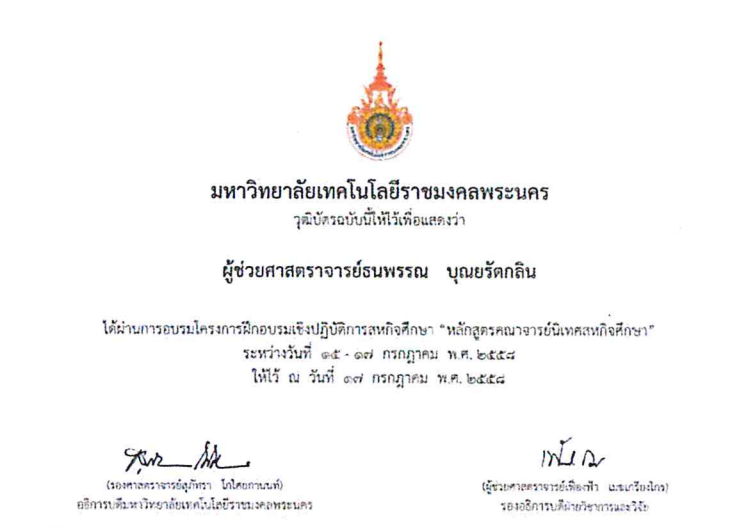 มหาวิทยาลัยเทคโนโลยีราชมงคลพระนคร
วุฒิบัตรฉบับนี้ให้ไว้เพื่อแสดงว่า
ผู้ช่วยศาสตราจารย์ธนพรรณ บุณยรัตกลิน
ได้ผ่านการอบรมโครงการฝึกอบรมเชิงปฏิบัติการสหกิจศึกษา “หลักสูตรคณาจารย์นิเทศสหกิจศึกษา”
ระหว่างวันที่ ๑๕ - ๑๗ กรกฎาคม พ.ศ. ๒๕๕๘
ให้ไว้ ณ วันที่ ๑๗ กรกฎาคม พ.ศ. ๒๕๕๘
(รองศาสตราจารย์สุภัทรา โกไศยกานนท์)
อธิการบดีมหาวิทยาลัยเทคโนโลยีราชมงคลพระนคร
(ผู้ช่วยศาสตราจารย์เฟื่องฟ้า เมฆเกรียงไกร)
รองอธิการบดีฝ่ายวิชาการและวิจัย